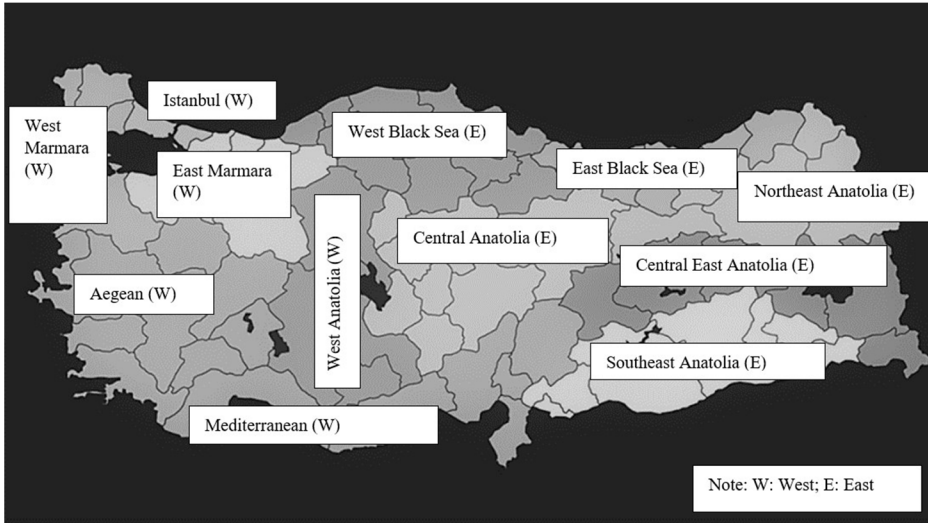 Istanbul (W)
West
Marmara
(W)
West Black Sea (E)
East Marmara
(W)
East Black Sea (E)
Northeast Anatolia (E)
West Anatolia (W)
Central Anatolia (E)
Central East Anatolia (E)
Aegean (W)
Southeast Anatolia (E)
Mediterranean (W)
Note: W: West; E: East